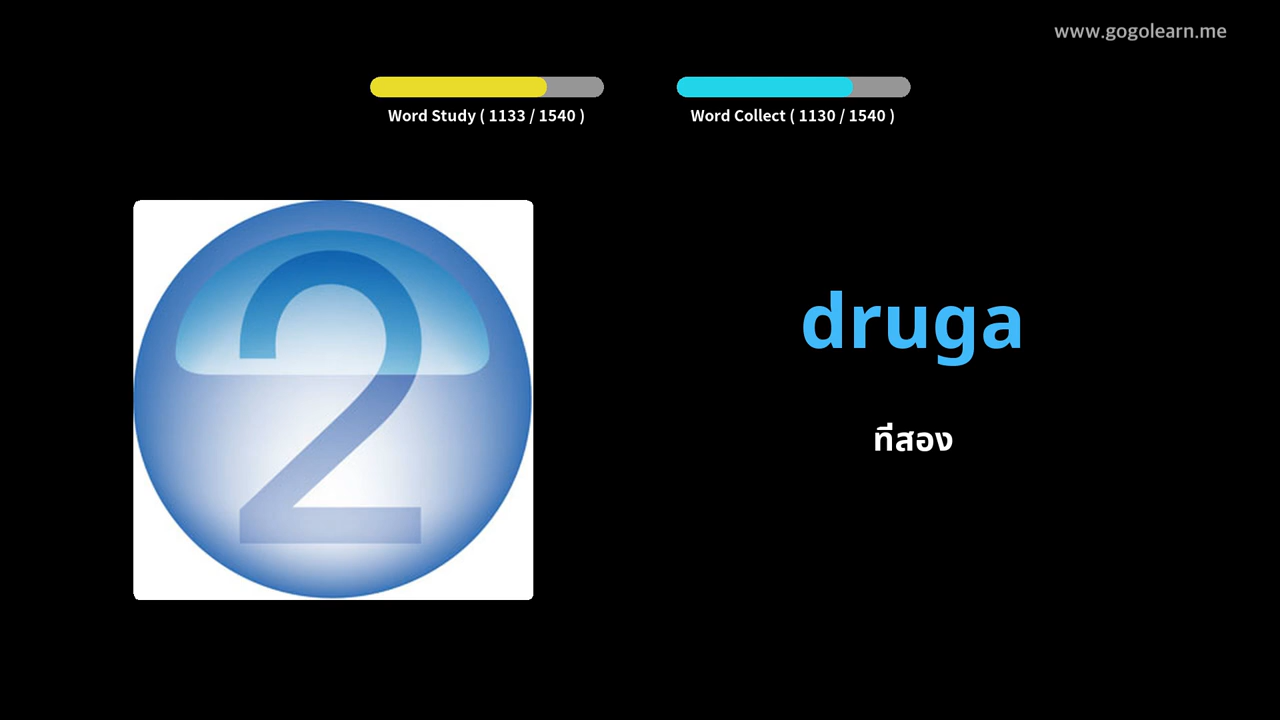 www.gogolearn.me
Word Study ( 1133 / 1540 )
Word Collect ( 1130 / 1540 )
2
druga
ที่สอง